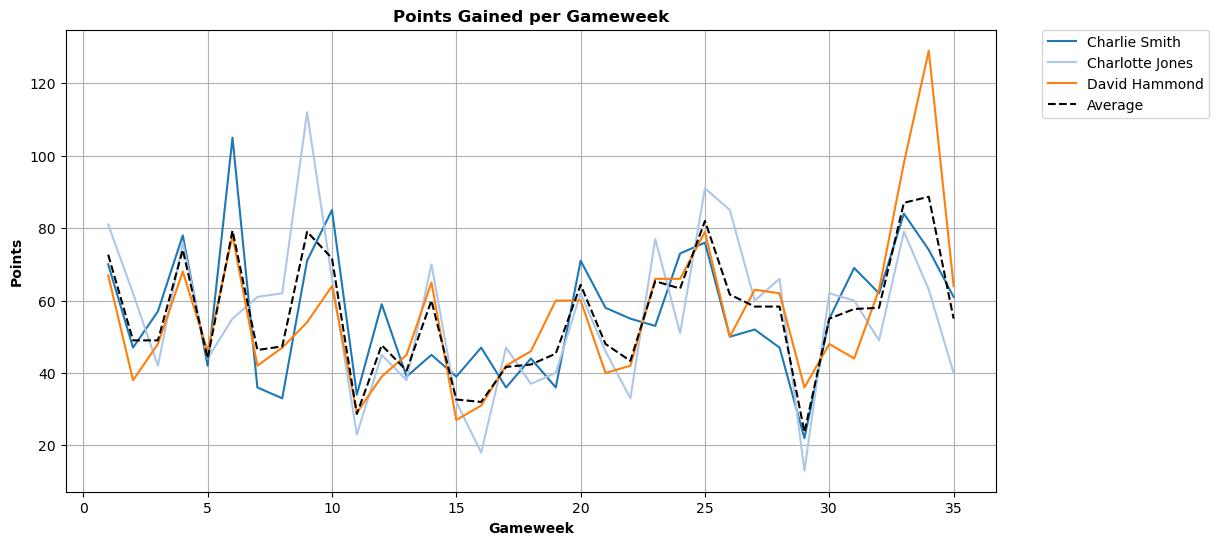 Points Gained per Gameweek
Charlie Smith
Charlotte Jones
David Hammond
Average
Points
120
100
80
60
40
20
0 5 10 15 20 25 30 35
Gameweek